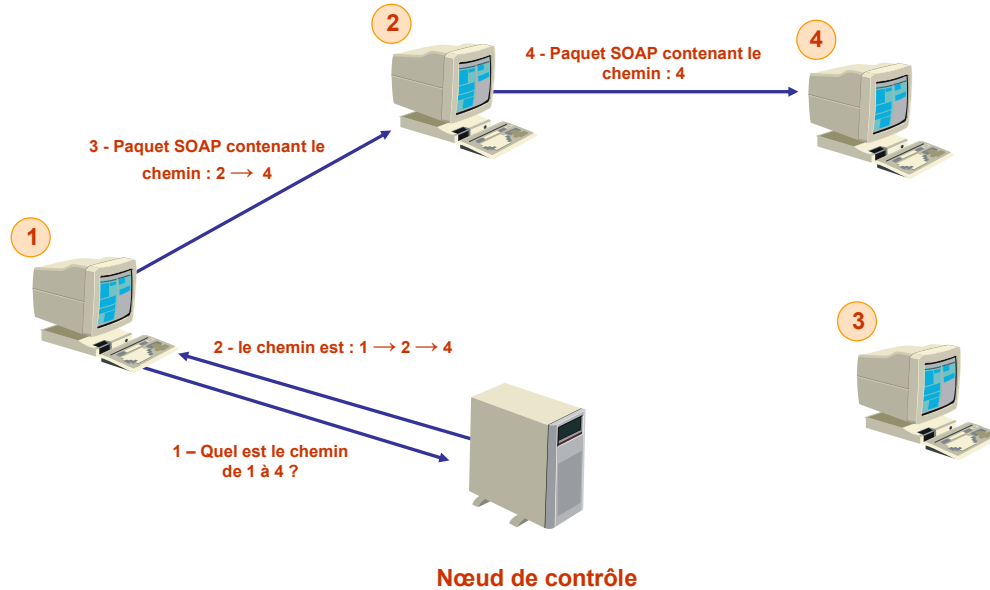 2
4
4 - Paquet SOAP contenant le
chemin : 4
3 - Paquet SOAP contenant le
chemin : 2 → 4
1
3
2 - le chemin est : 1 → 2 → 4
1 – Quel est le chemin
de 1 à 4 ?
Nœud de contrôle